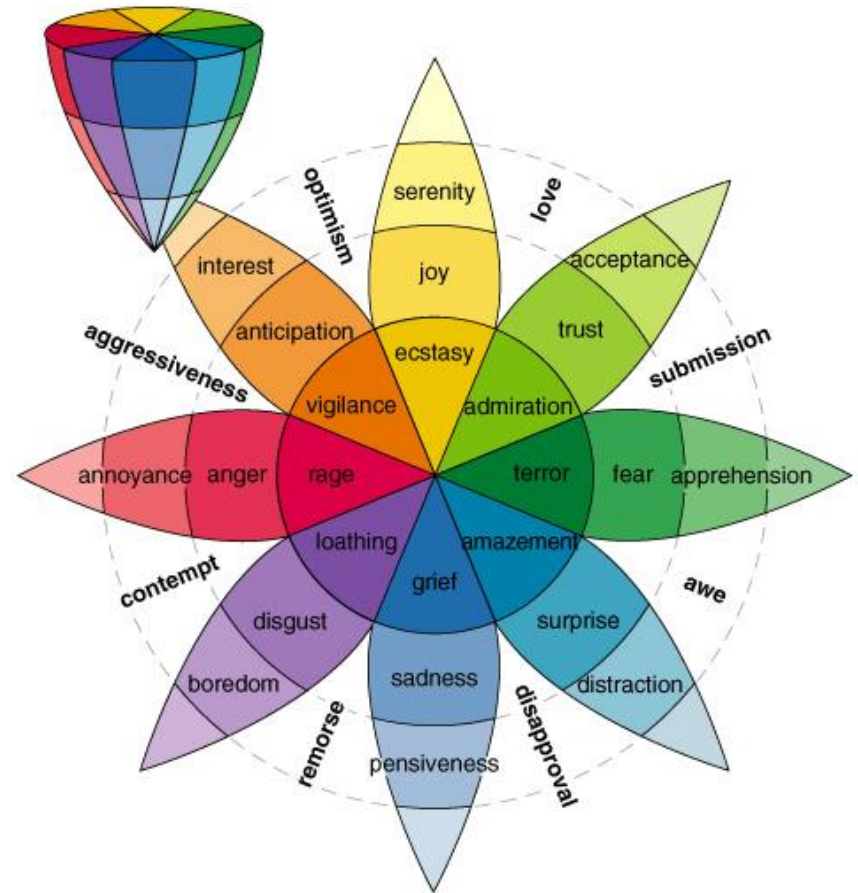 optimism
serenity
love
interest
acceptance
joy
anticipation
trust
aggressiveness
ecstasy
submission
vigilance
admiration
annoyance
anger
rage
terror
fear
apprehension
loathing
amazement
contempt
grief
awe
disgust
surprise
boredom
sadness
distraction
remorse
disapproval
pensiveness